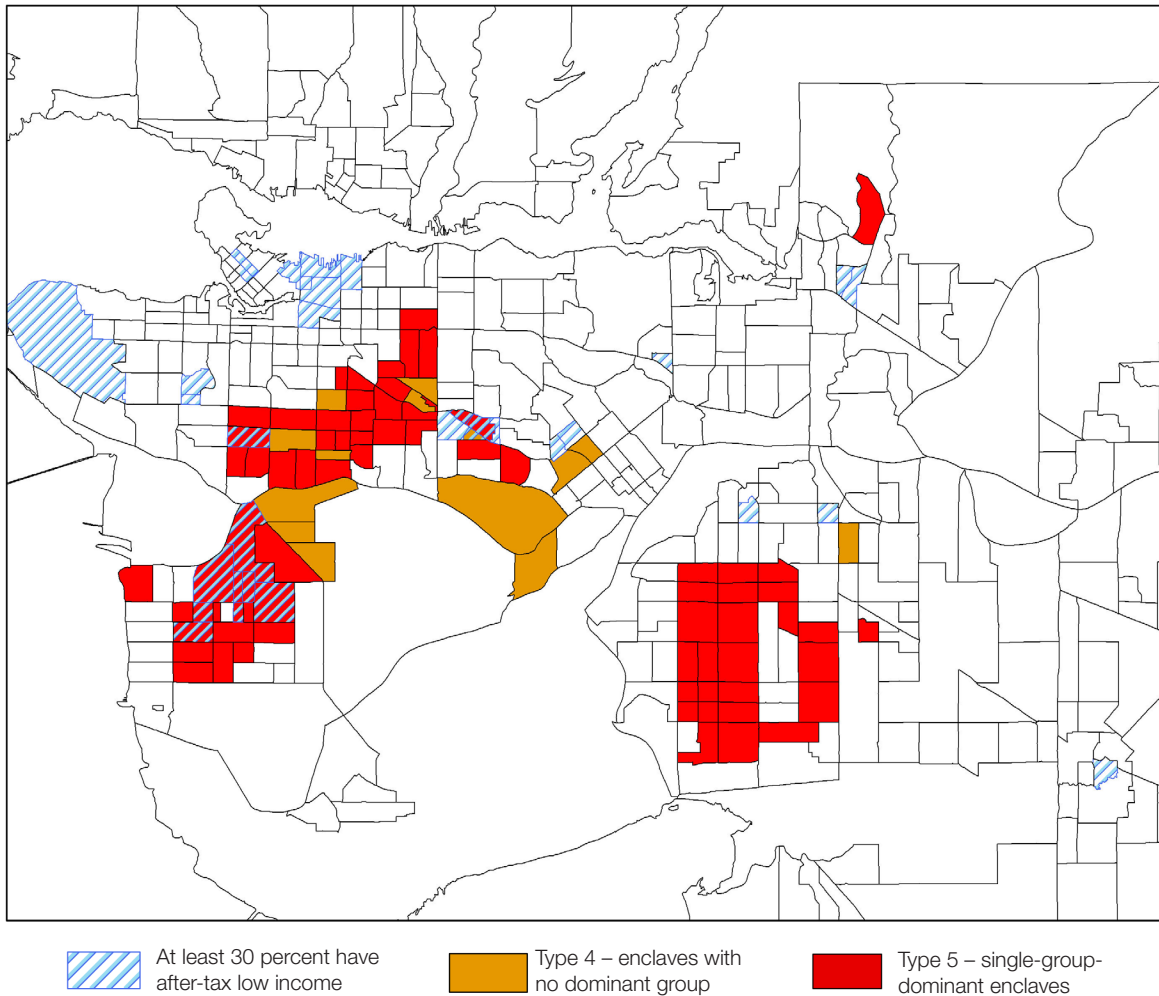 At least 30 percent have
after-tax low income
Type 4 – enclaves with
no dominant group
Type 5 – single-group-
dominant enclaves